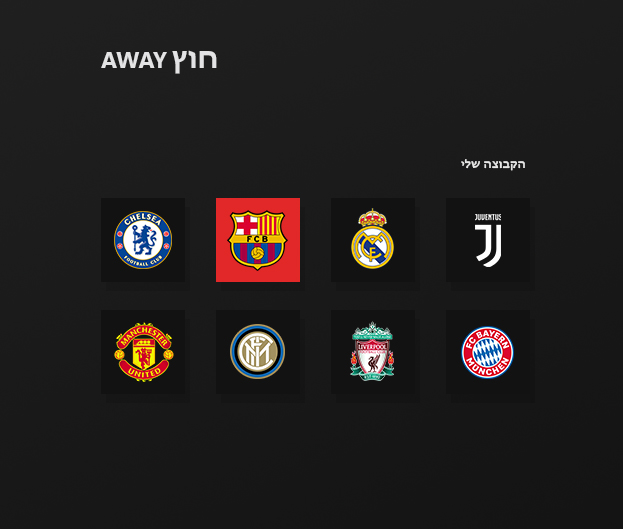 חוץ AWAY
הקבוצה שלי
JUVENTUS
CHELSEA
FOOTBALL CLUB
FCB
FC BAYERN
MÜNCHEN
LIVERPOOL
MANCHESTER
UNITED